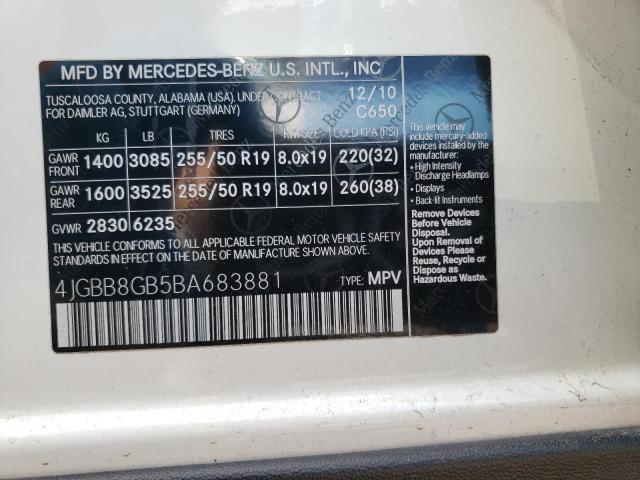 MFD BY MERCEDES-BENZ U.S. INTL., INC
TUSCALOOSA COUNTY, ALABAMA (USA). UNDER CONTRACT 12/10
FOR DAIMLER AG, STUTTGART (GERMANY) C650
KG LB TIRES RIM SIZE COLD KPA (PSI)
GAWR FRONT 1400 3085 255/50 R19 8.0x19 220(32)
GAWR REAR 1600 3525 255/50 R19 8.0x19 260(38)
GVWR 2830 6235
THIS VEHICLE CONFORMS TO ALL APPLICABLE FEDERAL MOTOR VEHICLE SAFETY
STANDARDS IN EFFECT ON THE DATE OF MANUFACTURE SHOWN ABOVE.
4JGBB8GB5BA683881 TYPE: MPV
This vehicle may
include mercury-added
devices installed by the
manufacturer:
• High Intensity
Discharge Headlamps
• Displays
• Back-lit Instruments
Remove Devices
Before Vehicle
Disposal.
Upon Removal of
Devices Please
Reuse, Recycle or
Dispose as
Hazardous Waste.